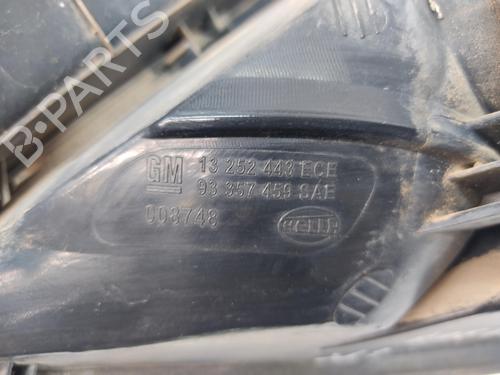 B-PARTS
GM 13 252 443 ECE
93 357 459 SAE
008748 HELLA